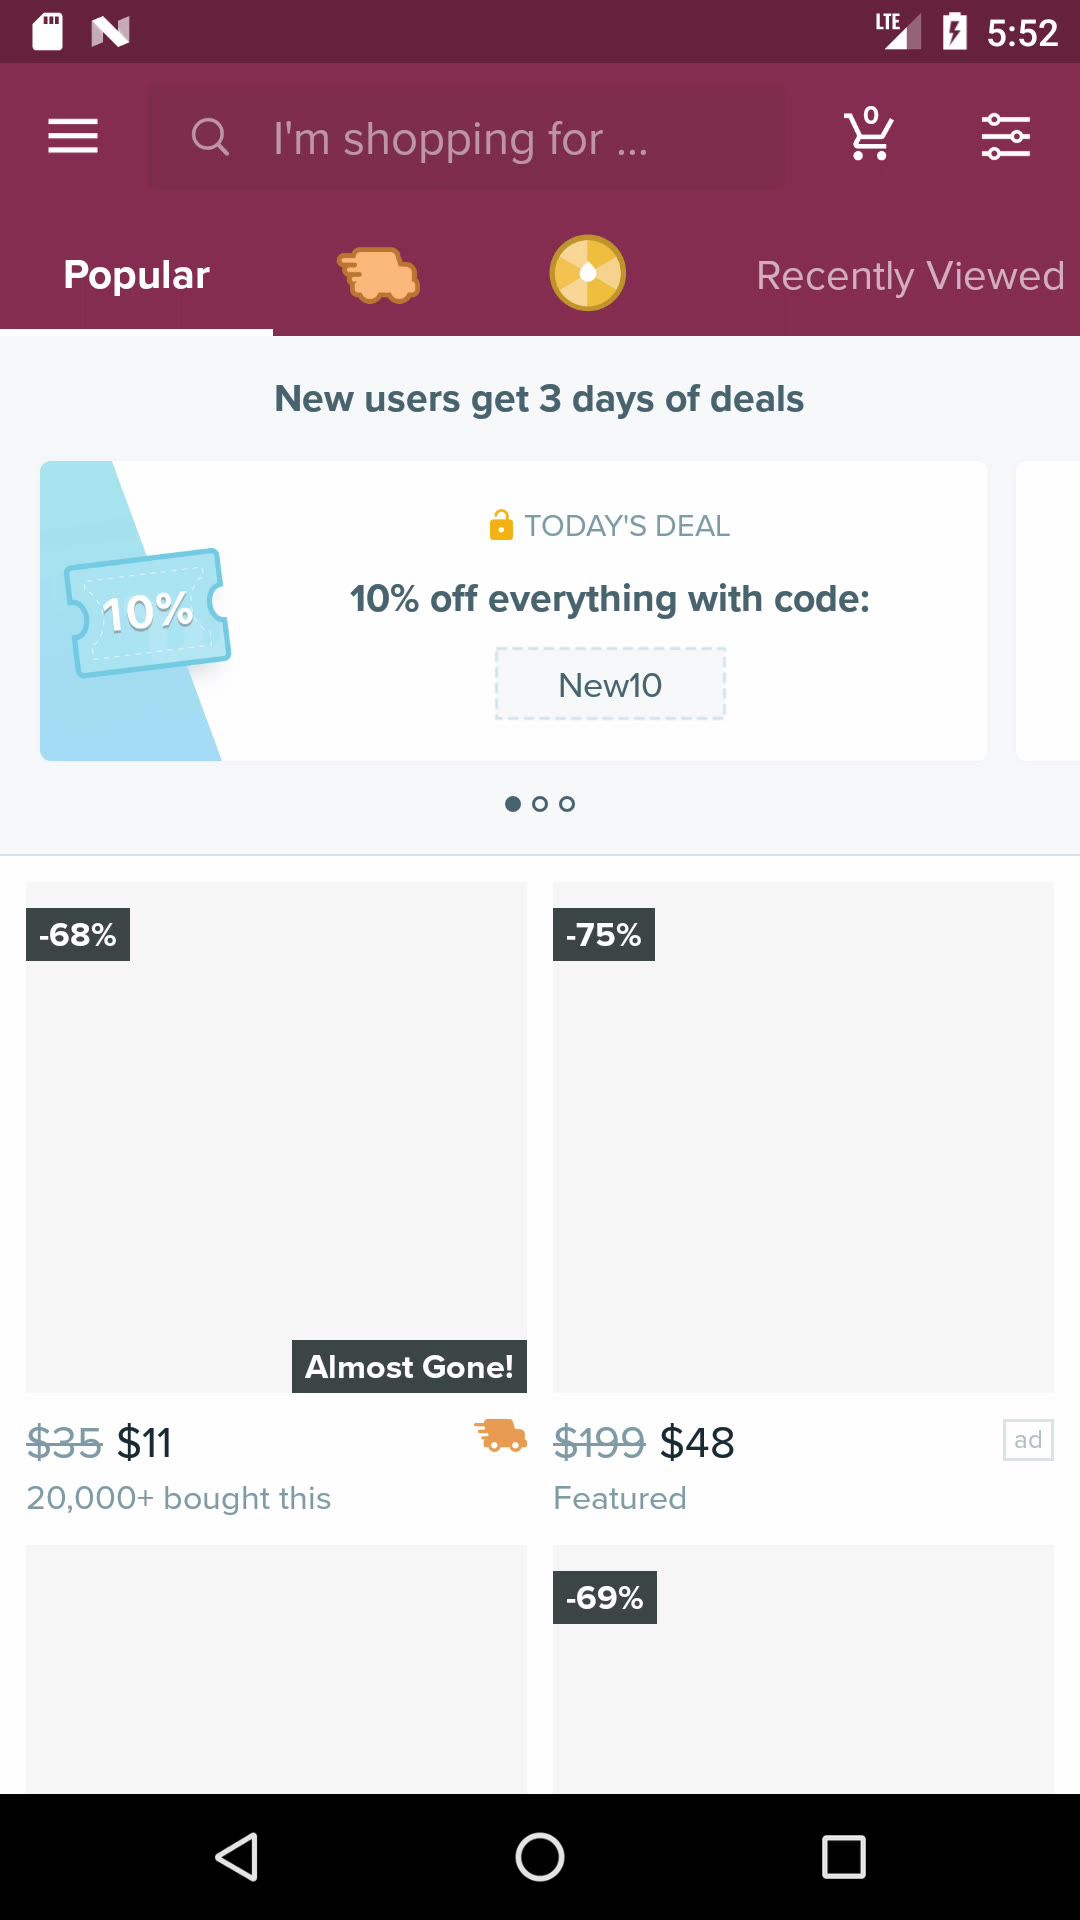 LTE 5:52
I'm shopping for ...
0
Popular
Recently Viewed
New users get 3 days of deals
TODAY'S DEAL
10%
10% off everything with code:
New10
-68%
-75%
Almost Gone!
$35 $11
$199 $48
ad
20,000+ bought this
Featured
-69%